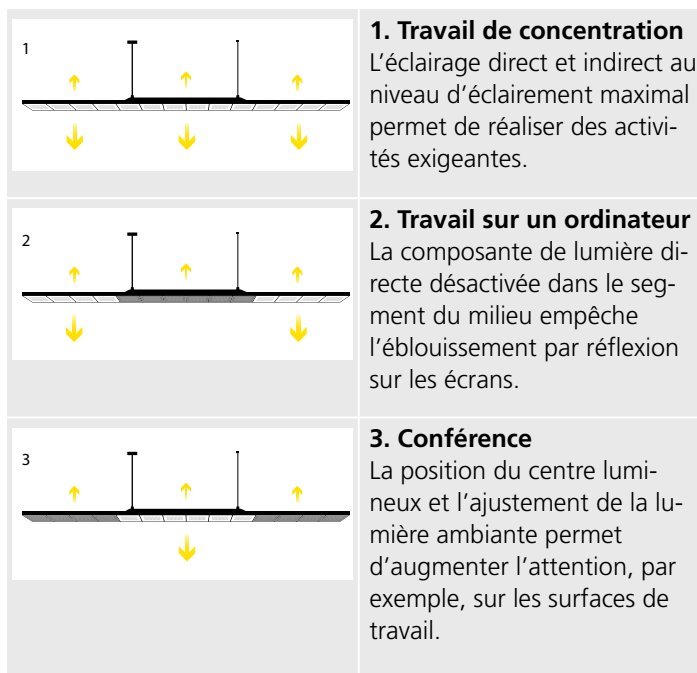 1
1. Travail de concentration
L’éclairage direct et indirect au
niveau d’éclairement maximal
permet de réaliser des activi-
tés exigeantes.
2
2. Travail sur un ordinateur
La composante de lumière di-
recte désactivée dans le seg-
ment du milieu empêche
l’éblouissement par réflexion
sur les écrans.
3
3. Conférence
La position du centre lumi-
neux et l’ajustement de la lu-
mière ambiante permet
d’augmenter l’attention, par
exemple, sur les surfaces de
travail.